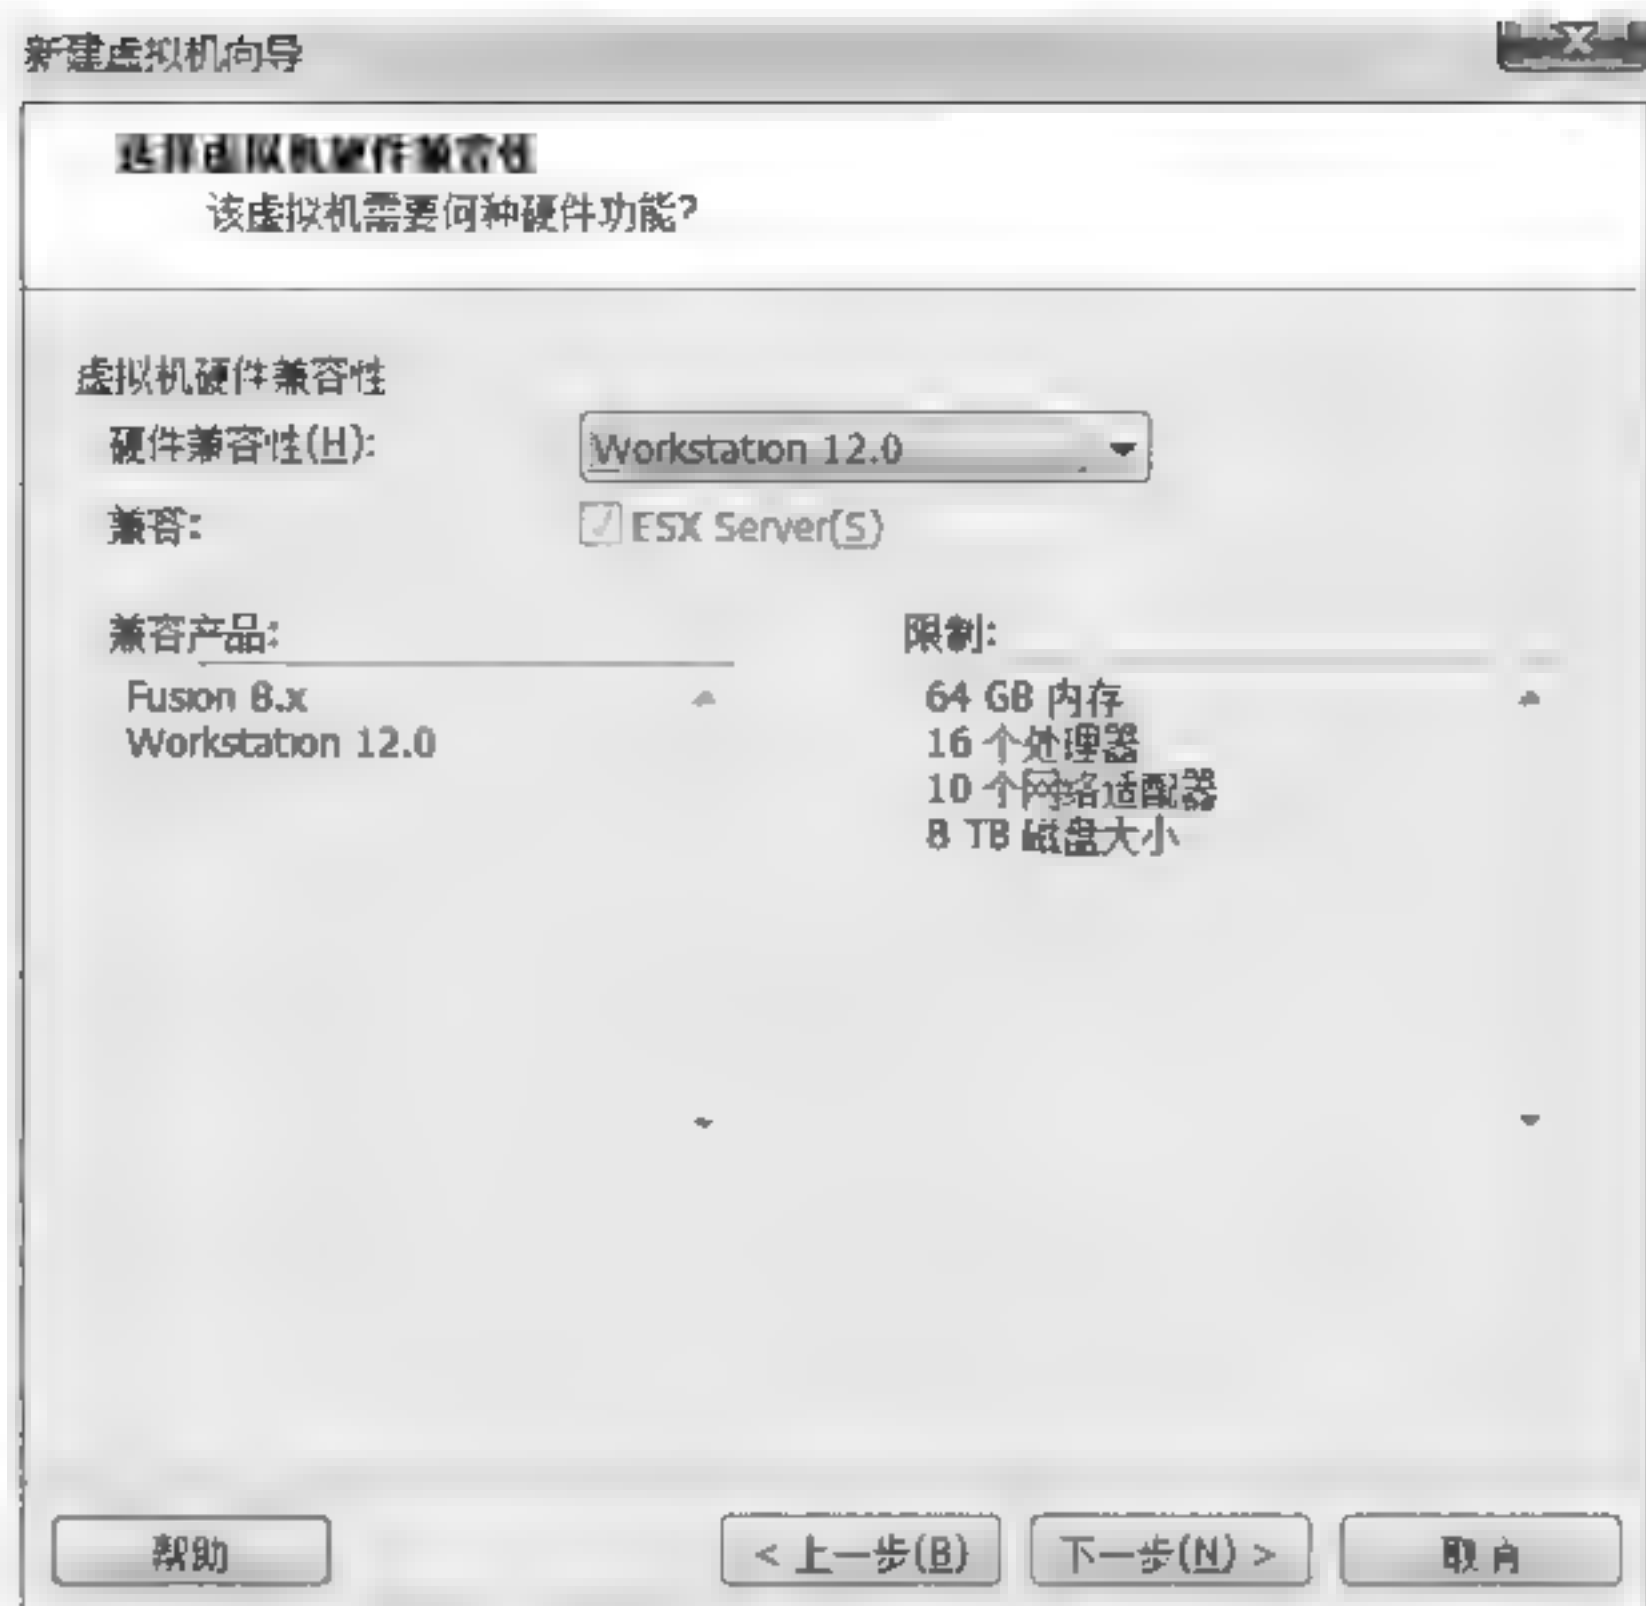 新建虚拟机向导
选择虚拟机硬件兼容性
该虚拟机需要何种硬件功能?
虚拟机硬件兼容性
硬件兼容性(H):
Workstation 12.0
兼容:
ESX Server(S)
兼容产品:
Fusion 8.x
Workstation 12.0
限制:
64 GB 内存
16 个处理器
10 个网络适配器
8 TB 磁盘大小
帮助
< 上一步(B)
下一步(N) >
取消